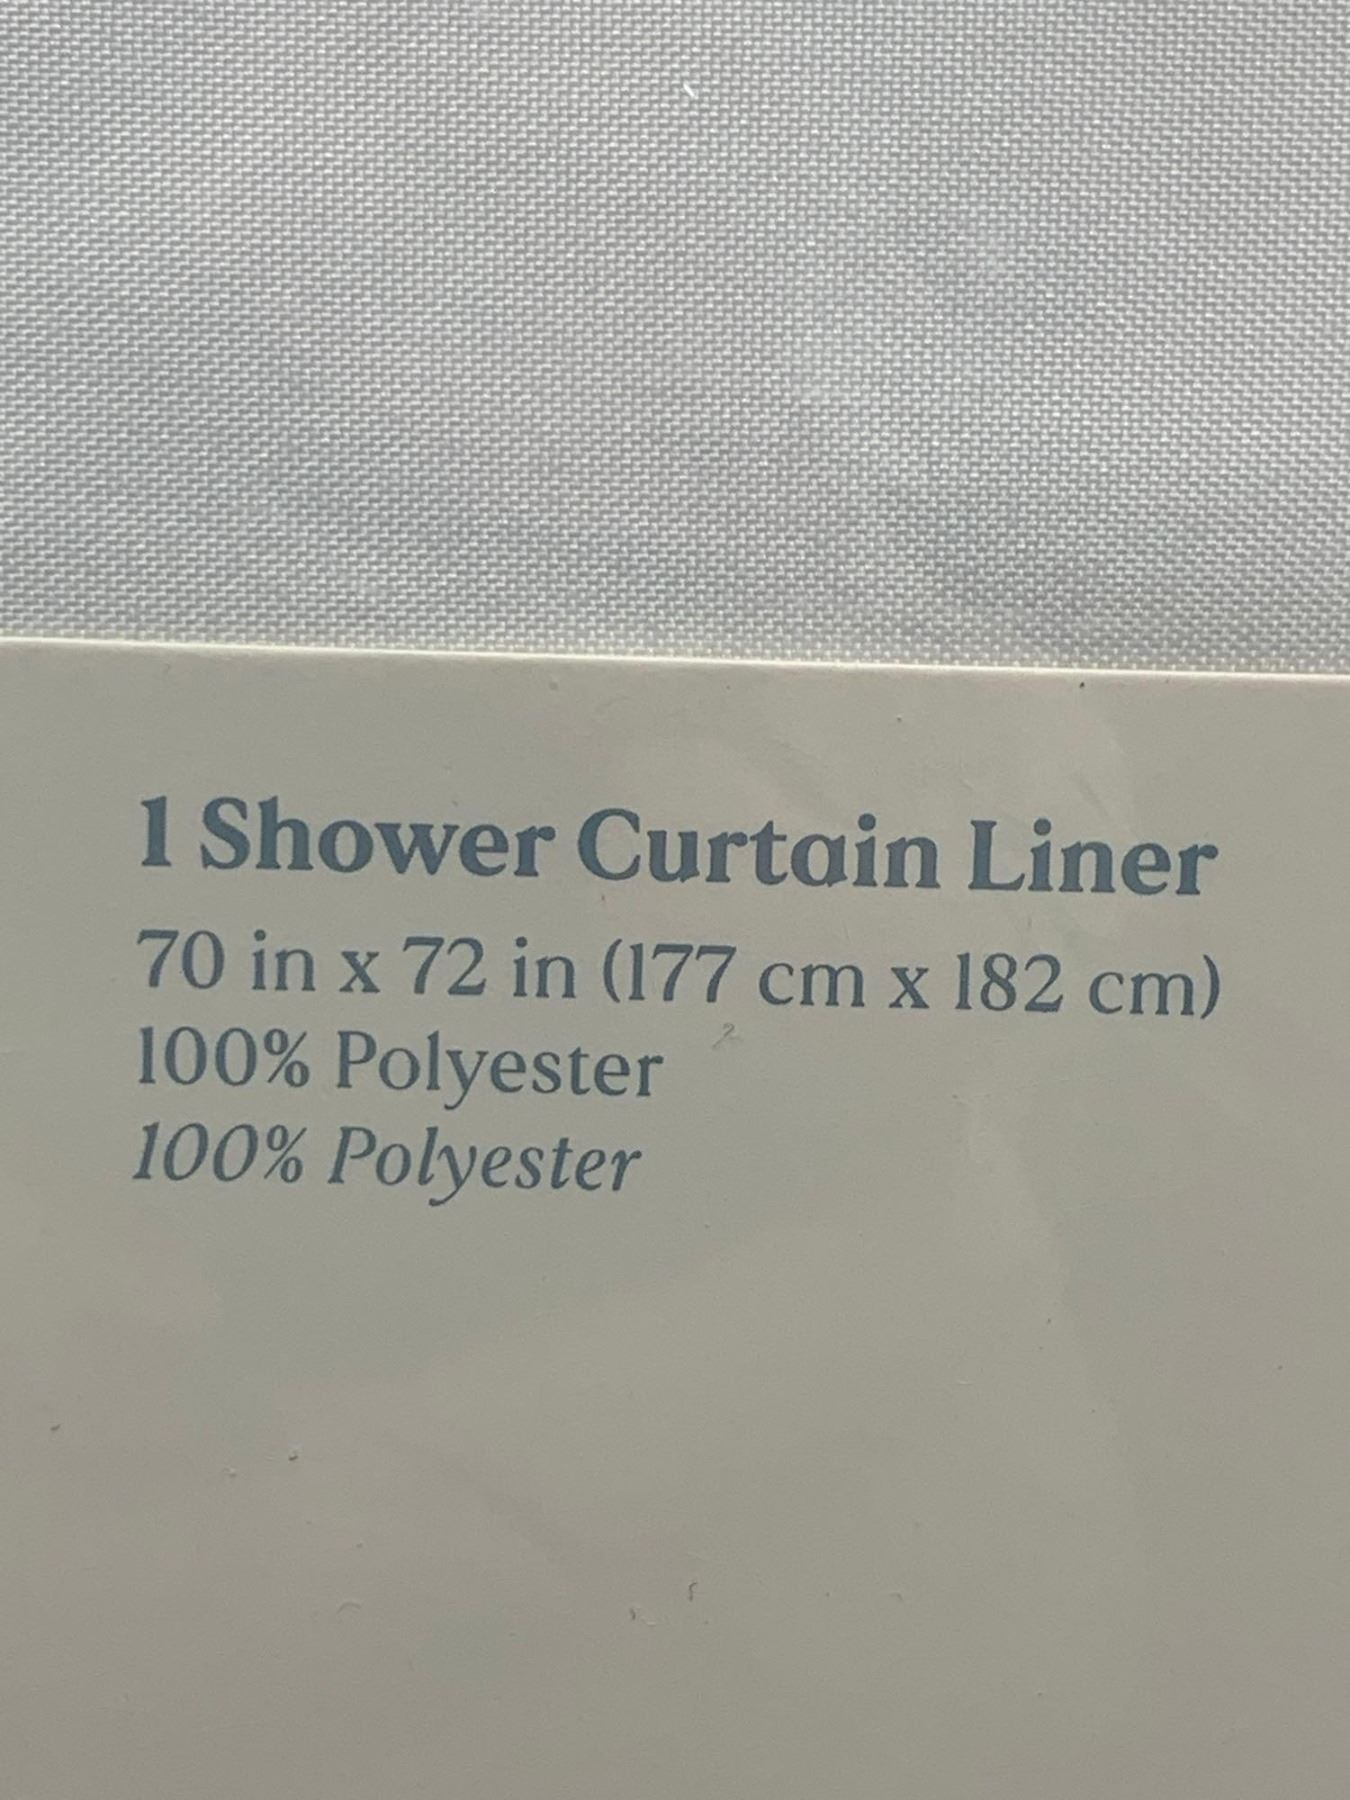 1 Shower Curtain Liner
70 in x 72 in (177 cm x 182 cm)
100% Polyester
100% Polyester